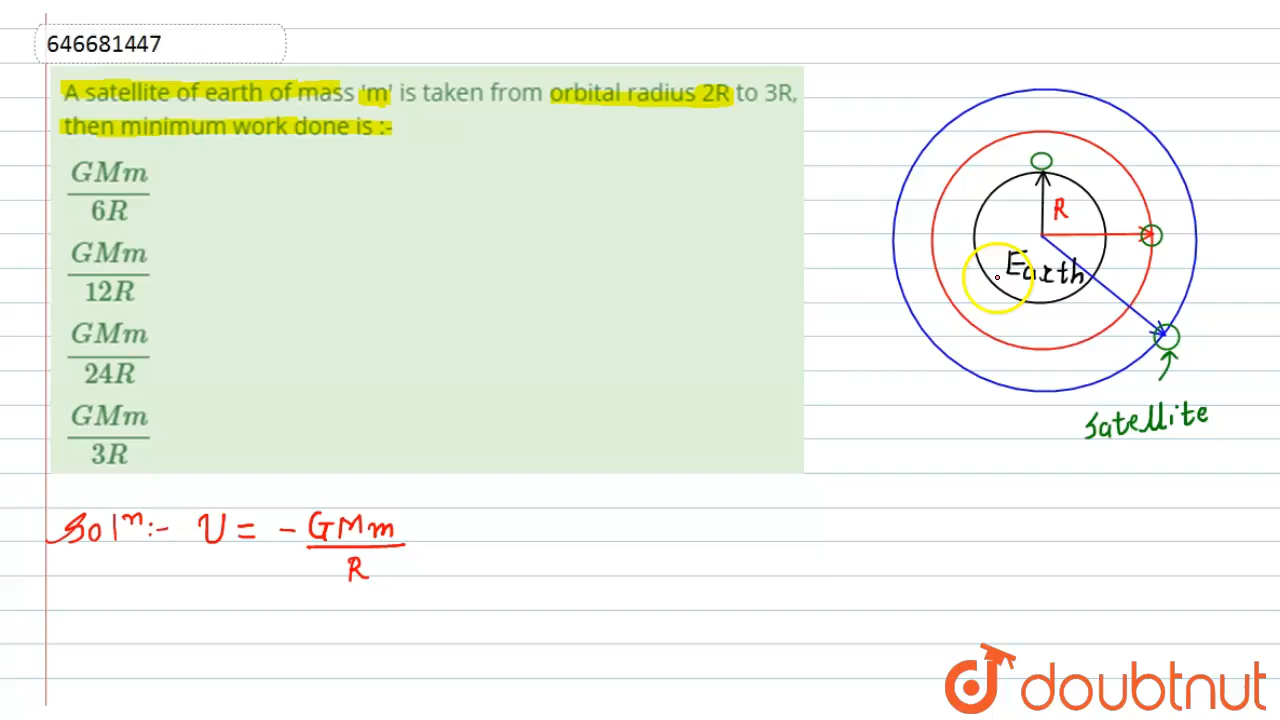 646681447
A satellite of earth of mass 'm' is taken from orbital radius 2R to 3R,
then minimum work done is :-
GMm
6R
GMm
12R
GMm
24R
GMm
3R
R
Earth
satellite
Solⁿ:- U = - GMm
R
doubtnut